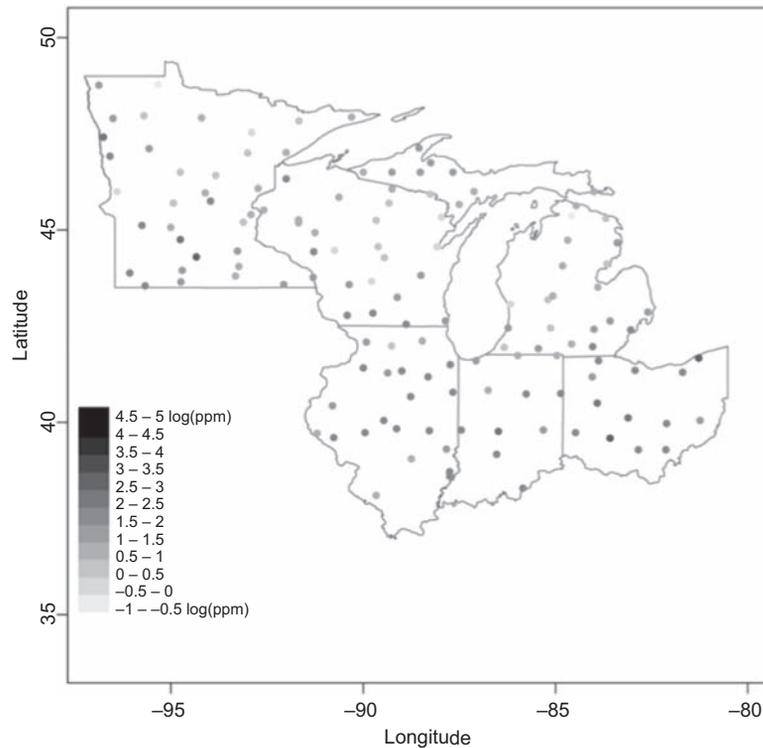 50
45
40
35
Latitude
4.5 – 5 log(ppm)
4 – 4.5
3.5 – 4
3 – 3.5
2.5 – 3
2 – 2.5
1.5 – 2
1 – 1.5
0.5 – 1
0 – 0.5
–0.5 – 0
–1 – –0.5 log(ppm)
–95 –90 –85 –80
Longitude